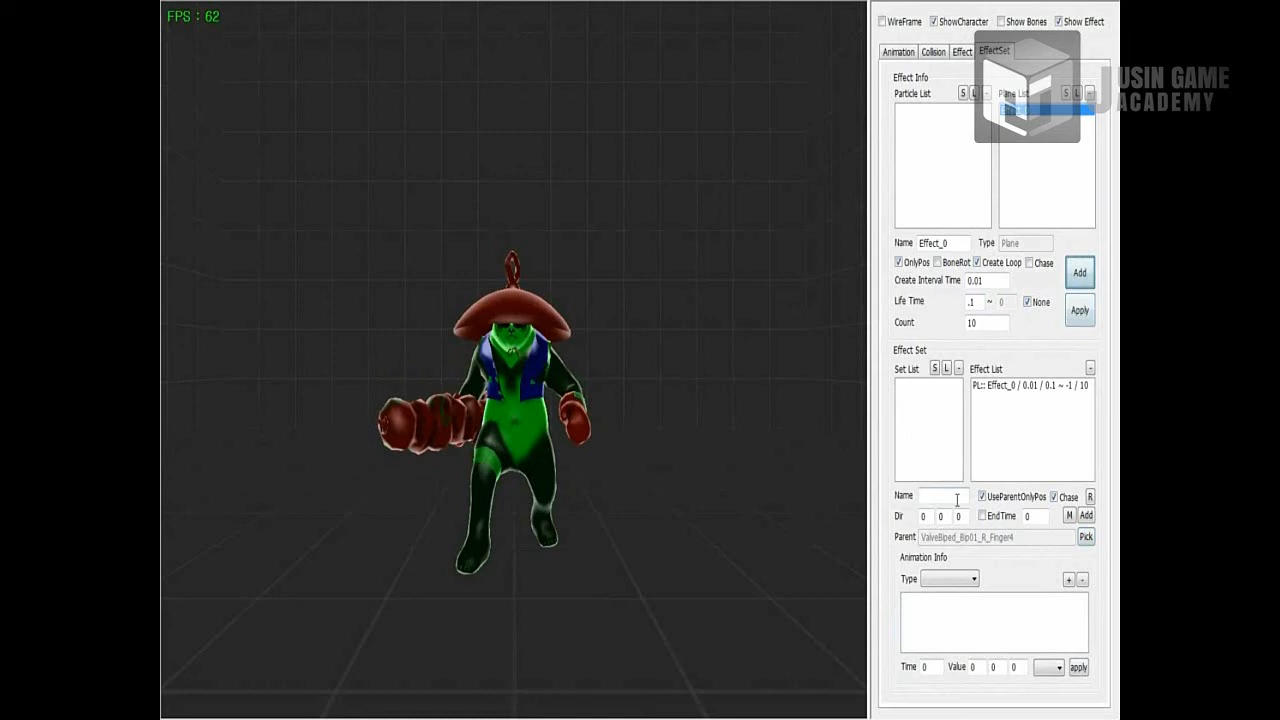 FPS : 62
WireFrame ShowCharacter Show Bones Show Effect
Animation Collision Effect EffectSet
USIN GAME
ACADEMY
Effect Info
Particle List S L - Plane List S L -
Name Effect_0 Type Plane
OnlyPos BoneRot Create Loop Chase
Add
Create Interval Time 0.01
Life Time .1 ~ 0 None
Apply
Count 10
Effect Set
Set List S L - Effect List -
PL:: Effect_0 / 0.01 / 0.1 ~ -1 / 10
Name UseParentOnlyPos Chase R
Dir 0 0 0 EndTime 0 M Add
Parent ValveBiped_Bip01_R_Finger4 Pick
Animation Info
Type + -
Time 0 Value 0 0 0 apply